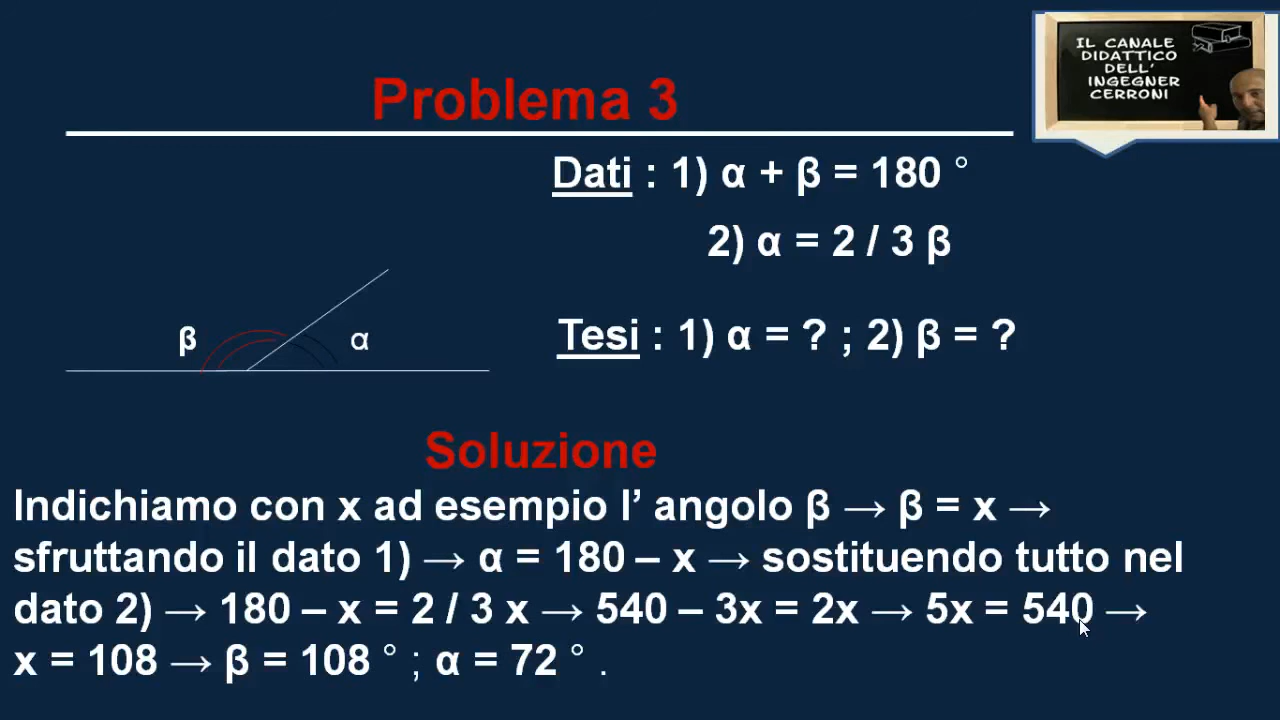 IL CANALE
DIDATTICO
DELL'
INGEGNER
CERRONI
Problema 3
Dati : 1) α + β = 180 °
2) α = 2 / 3 β
β
α
Tesi : 1) α = ? ; 2) β = ?
Soluzione
Indichiamo con x ad esempio l’ angolo β → β = x →
sfruttando il dato 1) → α = 180 – x → sostituendo tutto nel
dato 2) → 180 – x = 2 / 3 x → 540 – 3x = 2x → 5x = 540 →
x = 108 → β = 108 ° ; α = 72 ° .